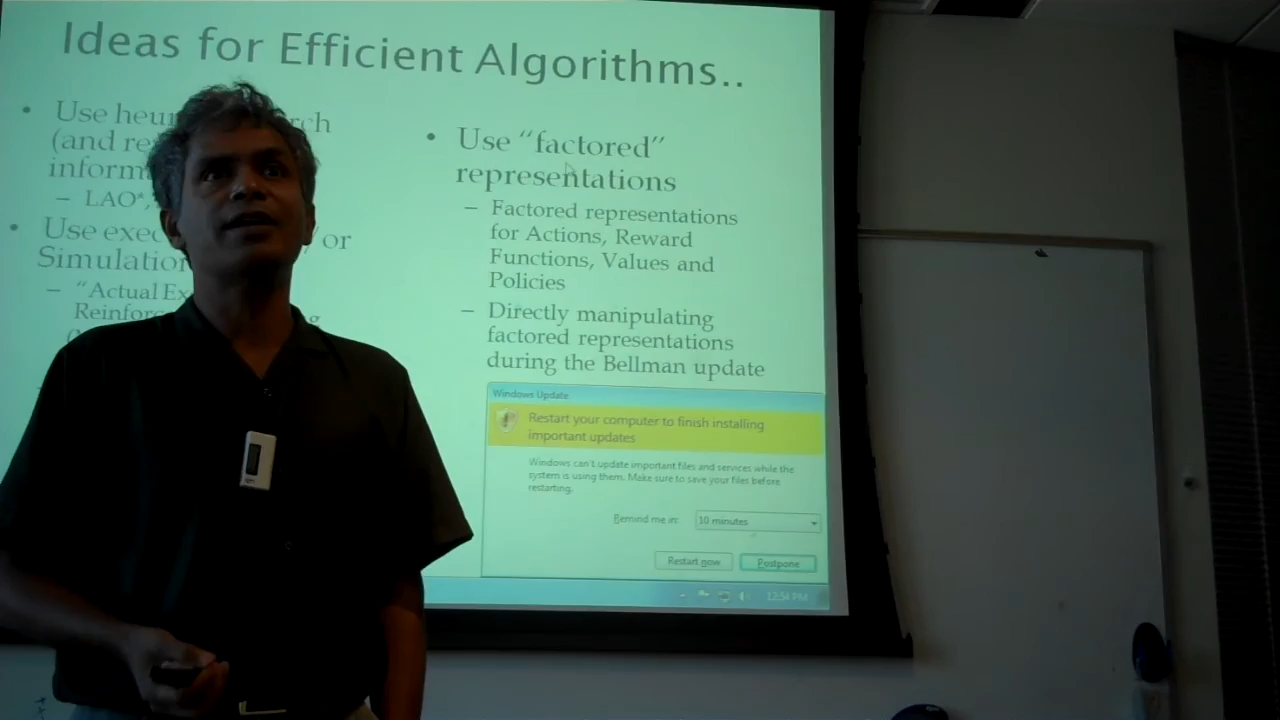 Ideas for Efficient Algorithms..
• Use heu rch
(and re
inform
– LAO*,
• Use exec or
Simulation
– "Actual Ex
Reinforc g
• Use "factored"
representations
– Factored representations
for Actions, Reward
Functions, Values and
Policies
– Directly manipulating
factored representations
during the Bellman update
Windows Update
Restart your computer to finish installing
important updates
Windows can't update important files and services while the
system is using them. Make sure to save your files before
restarting.
Remind me in: 10 minutes
Restart now Postpone
12:54 PM